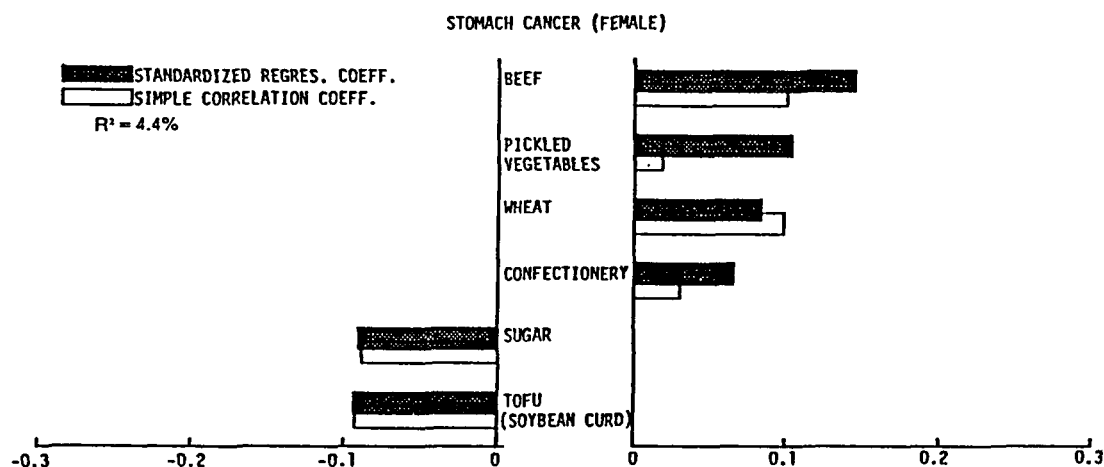 STOMACH CANCER (FEMALE)
STANDARDIZED REGRES. COEFF.
SIMPLE CORRELATION COEFF.
R² = 4.4%
BEEF
PICKLED
VEGETABLES
WHEAT
CONFECTIONERY
SUGAR
TOFU
(SOYBEAN CURD)
-0.3 -0.2 -0.1 0 0 0.1 0.2 0.3